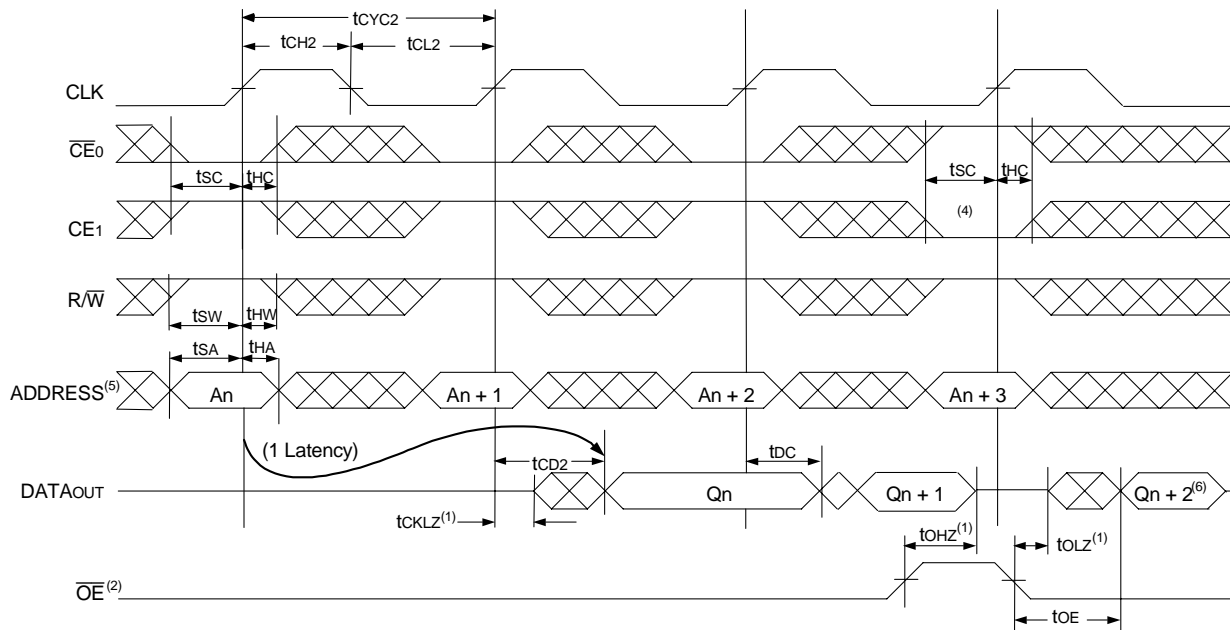 tCYC2
tCH2
tCL2
CLK
CE0
tSC
tHC
tSC
tHC
CE1
(4)
R/W
tSW
tHW
tSA
tHA
ADDRESS(5)
An
An + 1
An + 2
An + 3
(1 Latency)
tCD2
tDC
DATAOUT
Qn
Qn + 1
Qn + 2(6)
tCKLZ(1)
tOHZ(1)
tOLZ(1)
OE(2)
tOE